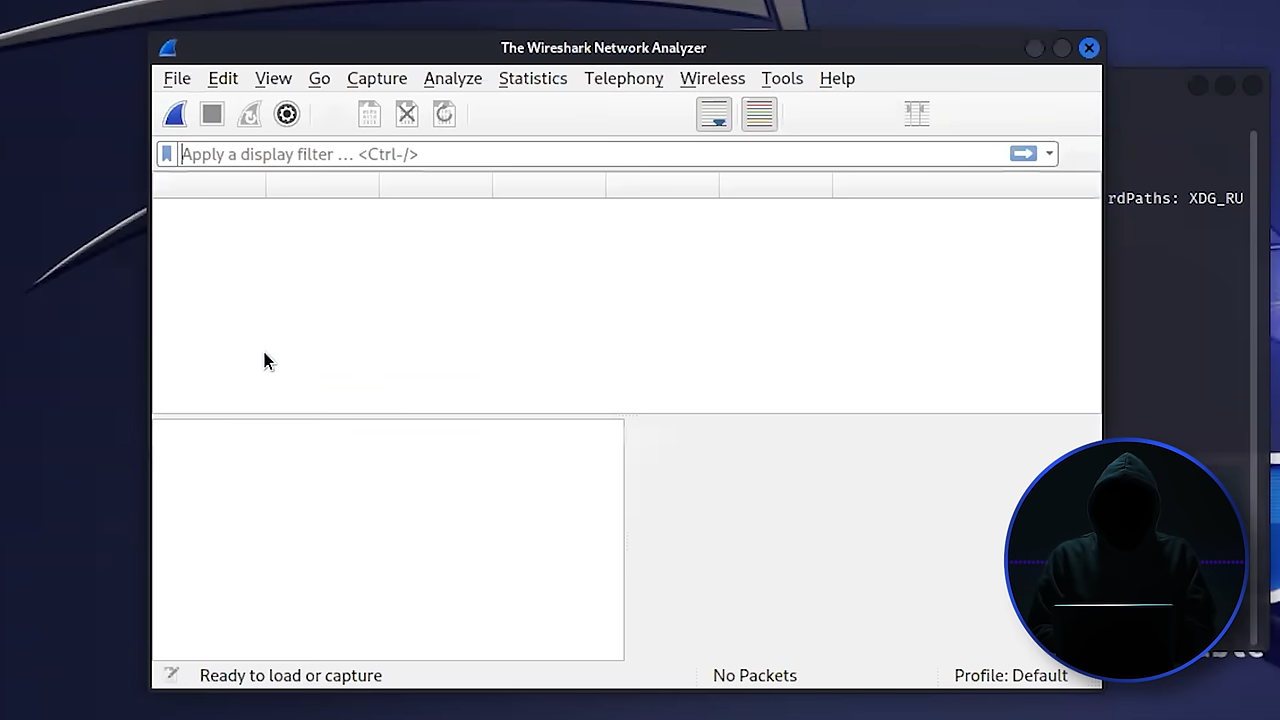 The Wireshark Network Analyzer
File Edit View Go Capture Analyze Statistics Telephony Wireless Tools Help
Apply a display filter … <Ctrl-/>
rdPaths: XDG_RU
Ready to load or capture No Packets Profile: Default